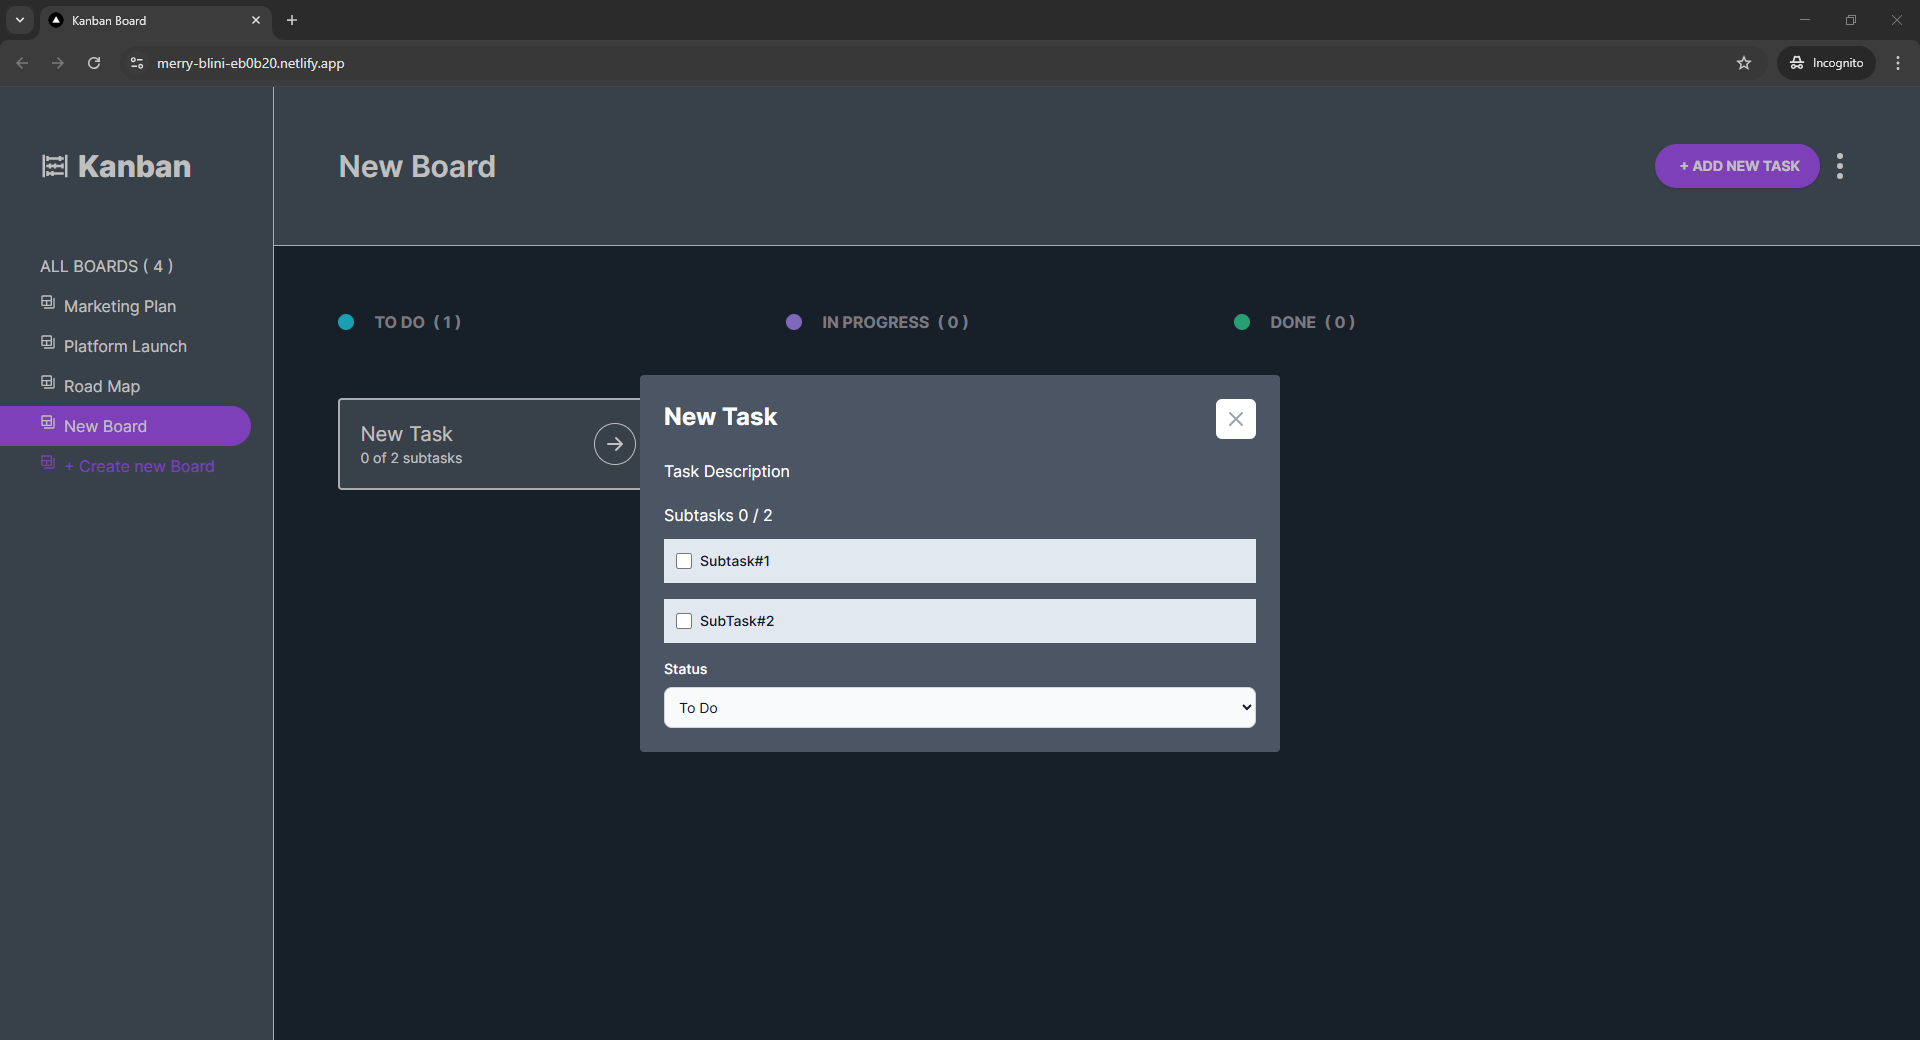 Kanban Board
merry-blini-eb0b20.netlify.app
Incognito
Kanban
New Board
+ ADD NEW TASK
ALL BOARDS ( 4 )
Marketing Plan
Platform Launch
Road Map
New Board
+ Create new Board
TO DO ( 1 )
IN PROGRESS ( 0 )
DONE ( 0 )
New Task
0 of 2 subtasks
New Task
Task Description
Subtasks 0 / 2
Subtask#1
SubTask#2
Status
To Do